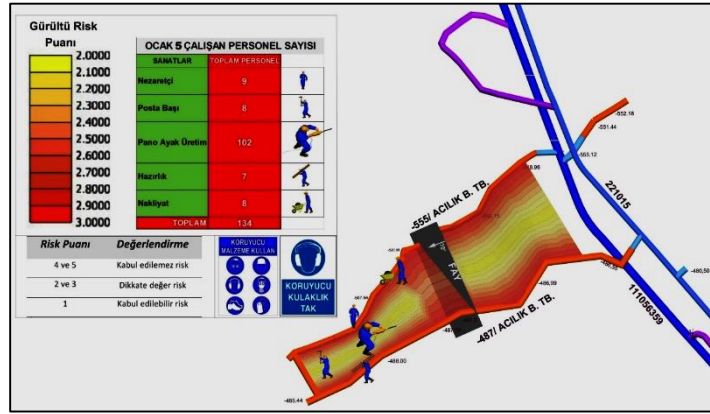 Gürültü Risk
Puanı
2.0000
2.1000
2.2000
2.3000
2.4000
2.5000
2.6000
2.7000
2.8000
2.9000
3.0000
OCAK 5 ÇALIŞAN PERSONEL SAYISI
SANATLAR TOPLAM PERSONEL
Nezaretçi 9
Posta Başı 8
Pano Ayak Üretim 102
Hazırlık 7
Nakliyat 8
TOPLAM 134
Risk Puanı Değerlendirme
4 ve 5 Kabul edilemez risk
2 ve 3 Dikkate değer risk
1 Kabul edilebilir risk
KORUYUCU
MALZEME KULLAN
KORUYUCU
KULAKLIK
TAK
-552.18
-551.44
-555.12
221015
-555/ ACILIK B. TB.
FAY
-486.99
-487/ ACILIK B. TB.
111056359
-488.00
-485.44